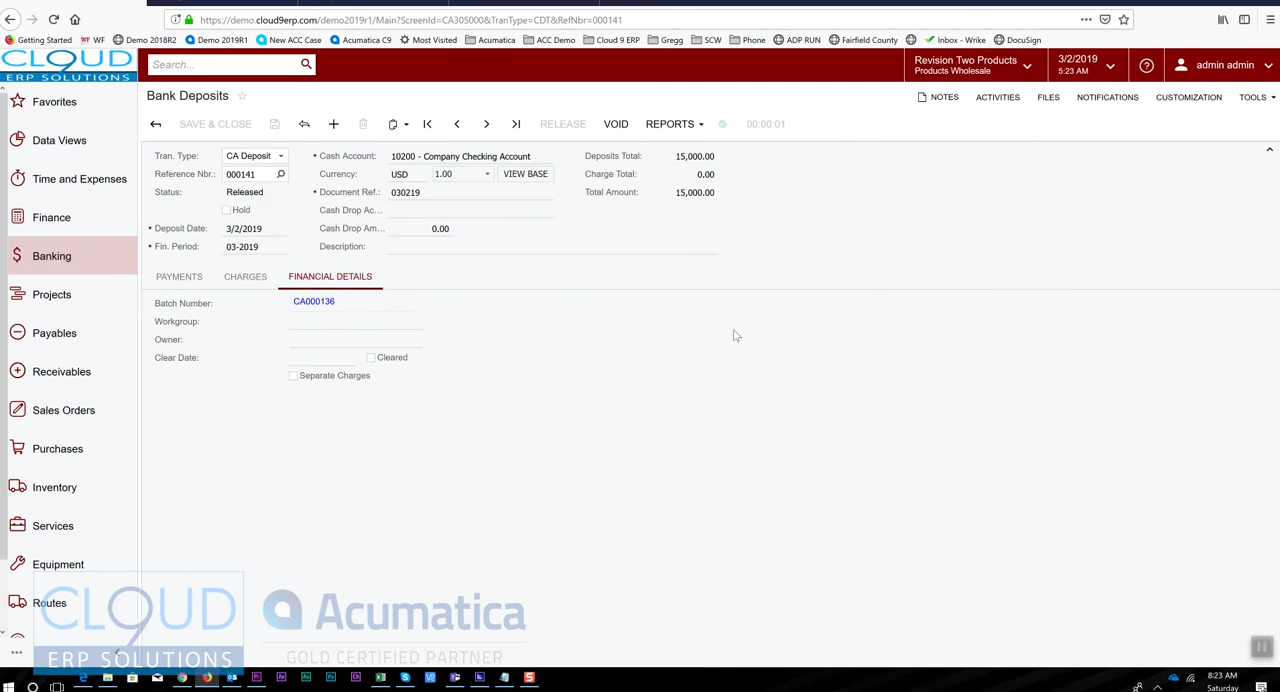 https://demo.cloud9erp.com/demo2019r1/Main?ScreenId=CA305000&TranType=CDT&RefNbr=000141
Getting Started WF Demo 2018R2 Demo 2019R1 New ACC Case Acumatica C9 Most Visited Acumatica ACC Demo Cloud 9 ERP Gregg SCW Phone ADP RUN Fairfield County Inbox - Wrike DocuSign
CLOUD
ERP SOLUTIONS
Search...
Revision Two Products
Products Wholesale
3/2/2019
5:23 AM
admin admin
Bank Deposits
NOTES ACTIVITIES FILES NOTIFICATIONS CUSTOMIZATION TOOLS
SAVE & CLOSE RELEASE VOID REPORTS 00:00:01
Favorites
Data Views
Time and Expenses
Finance
Banking
Projects
Payables
Receivables
Sales Orders
Purchases
Inventory
Services
Equipment
Routes
Tran. Type: CA Deposit Cash Account: 10200 - Company Checking Account Deposits Total: 15,000.00
Reference Nbr.: 000141 Currency: USD 1.00 VIEW BASE Charge Total: 0.00
Status: Released Document Ref.: 030219 Total Amount: 15,000.00
Hold Cash Drop Ac...
Deposit Date: 3/2/2019 Cash Drop Am... 0.00
Fin. Period: 03-2019 Description:
PAYMENTS CHARGES FINANCIAL DETAILS
Batch Number: CA000136
Workgroup:
Owner:
Clear Date: Cleared
Separate Charges
CLOUD
ERP SOLUTIONS
Acumatica
GOLD CERTIFIED PARTNER
8:23 AM
Saturday